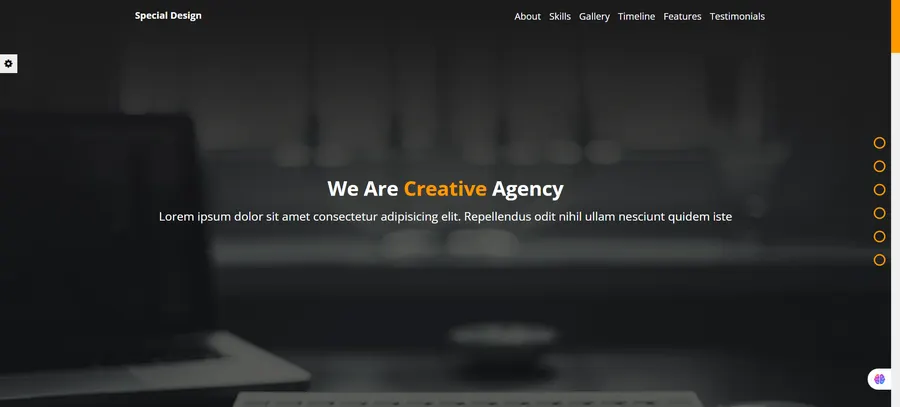 Special Design
About Skills Gallery Timeline Features Testimonials
We Are Creative Agency
Lorem ipsum dolor sit amet consectetur adipisicing elit. Repellendus odit nihil ullam nesciunt quidem iste